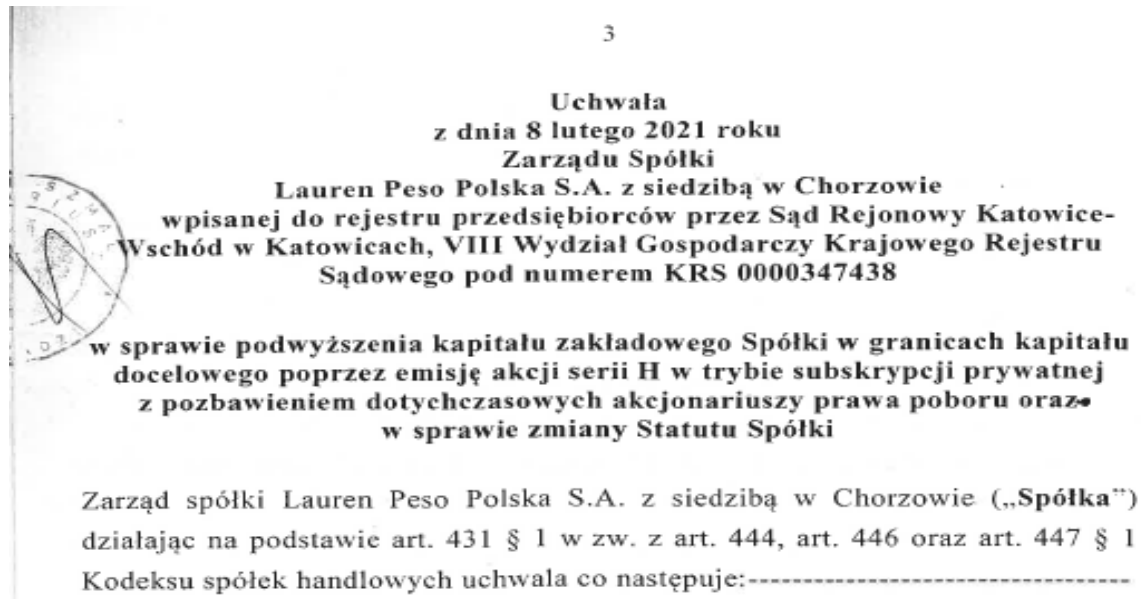 3
Uchwała
z dnia 8 lutego 2021 roku
Zarządu Spółki
Lauren Peso Polska S.A. z siedzibą w Chorzowie
wpisanej do rejestru przedsiębiorców przez Sąd Rejonowy Katowice-
Wschód w Katowicach, VIII Wydział Gospodarczy Krajowego Rejestru
Sądowego pod numerem KRS 0000347438
w sprawie podwyższenia kapitału zakładowego Spółki w granicach kapitału
docelowego poprzez emisję akcji serii H w trybie subskrypcji prywatnej
z pozbawieniem dotychczasowych akcjonariuszy prawa poboru oraz
w sprawie zmiany Statutu Spółki
Zarząd spółki Lauren Peso Polska S.A. z siedzibą w Chorzowie („Spółka”)
działając na podstawie art. 431 § 1 w zw. z art. 444, art. 446 oraz art. 447 § 1
Kodeksu spółek handlowych uchwala co następuje:-----------------------------------